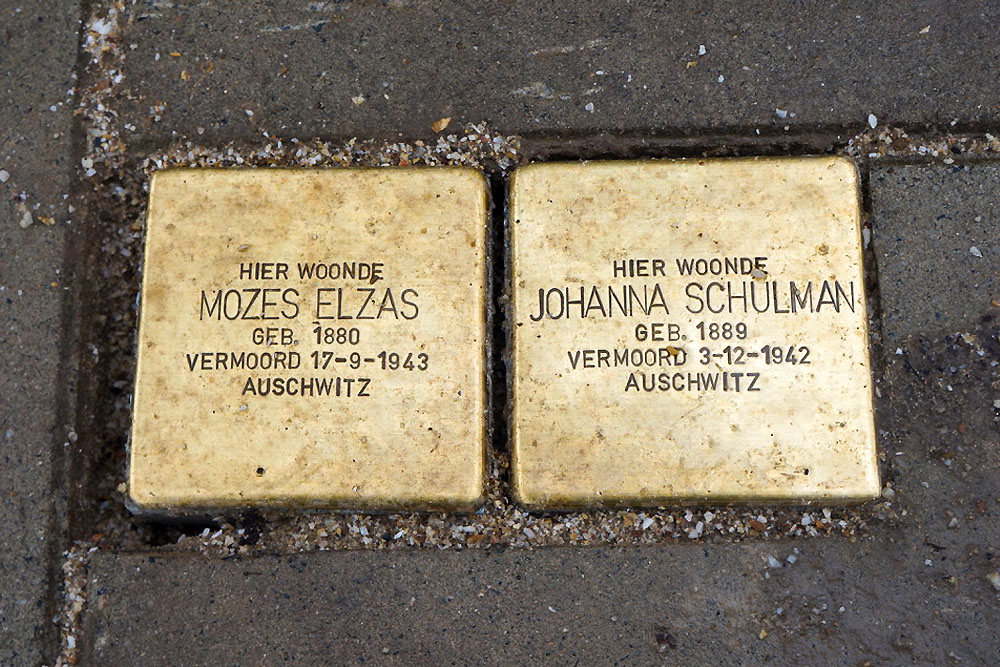 HIER WOONDE
MOZES ELZAS
GEB. 1880
VERMOORD 17-9-1943
AUSCHWITZ
HIER WOONDE
JOHANNA SCHULMAN
GEB. 1889
VERMOORD 3-12-1942
AUSCHWITZ